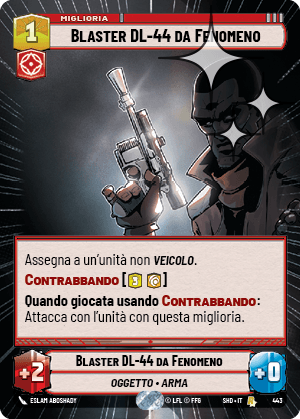 MIGLIORIA
1
BLASTER DL-44 DA FENOMENO
Assegna a un'unità non VEICOLO.
CONTRABBANDO [3 C]
Quando giocata usando CONTRABBANDO:
Attacca con l'unità con questa miglioria.
BLASTER DL-44 DA FENOMENO
+2
+0
OGGETTO • ARMA
ESLAM ABOSHADY
© LFL © FFG
SHD • IT
443